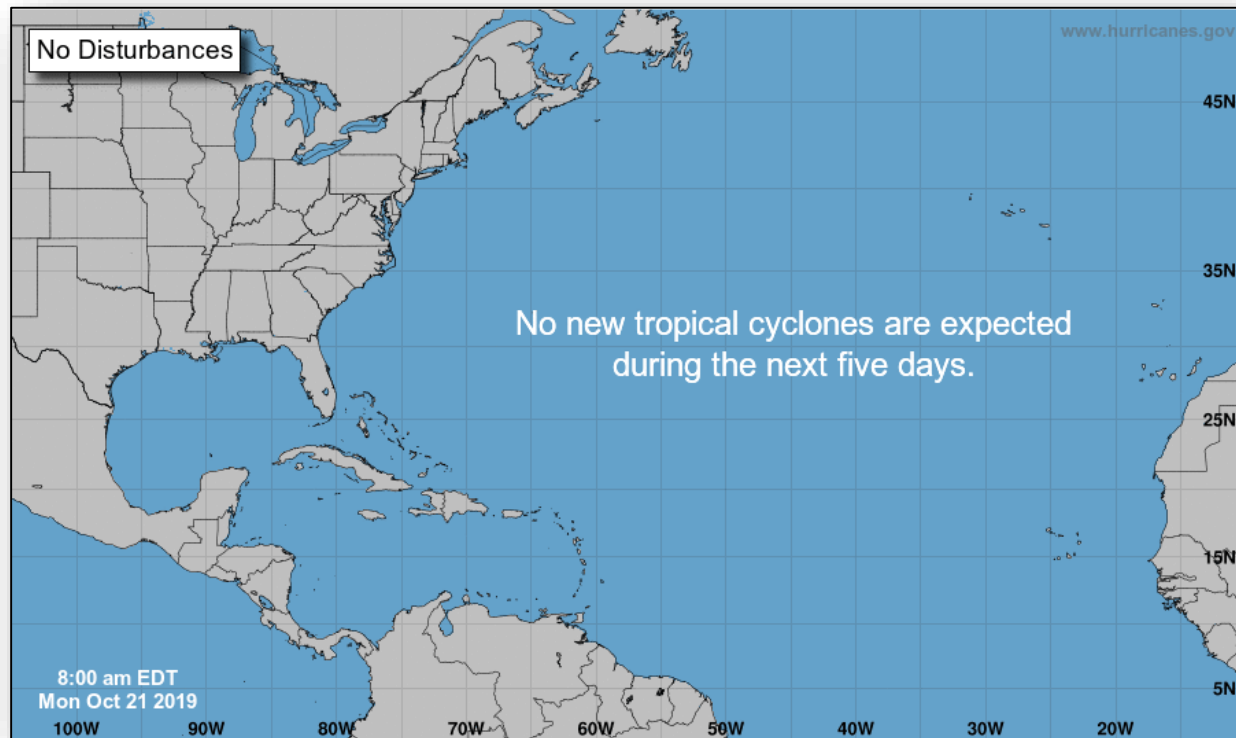 No Disturbances
www.hurricanes.gov
45N
35N
No new tropical cyclones are expected
during the next five days.
25N
15N
8:00 am EDT
Mon Oct 21 2019
5N
100W 90W 80W 70W 60W 50W 40W 30W 20W